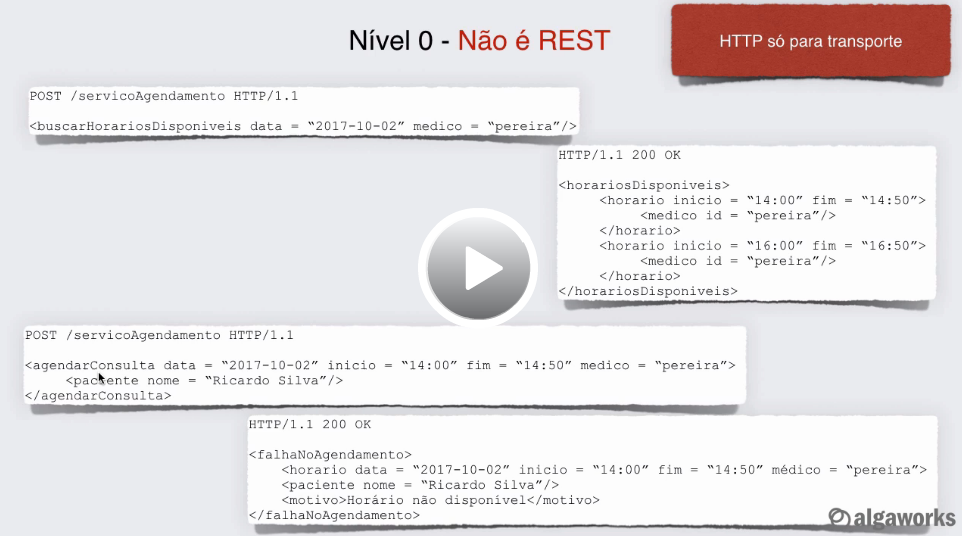 Nível 0 - Não é REST
HTTP só para transporte
POST /servicoAgendamento HTTP/1.1
<buscarHorariosDisponiveis data = “2017-10-02” medico = “pereira”/>
HTTP/1.1 200 OK
<horariosDisponiveis>
<horario inicio = “14:00” fim = “14:50”>
<medico id = “pereira”/>
</horario>
<horario inicio = “16:00” fim = “16:50”>
<medico id = “pereira”/>
</horario>
</horariosDisponiveis>
POST /servicoAgendamento HTTP/1.1
<agendarConsulta data = “2017-10-02” inicio = “14:00” fim = “14:50” medico = “pereira”>
<paciente nome = “Ricardo Silva”/>
</agendarConsulta>
HTTP/1.1 200 OK
<falhaNoAgendamento>
<horario data = “2017-10-02” inicio = “14:00” fim = “14:50” médico = “pereira”>
<paciente nome = “Ricardo Silva”/>
<motivo>Horário não disponível</motivo>
</falhaNoAgendamento>
algaworks